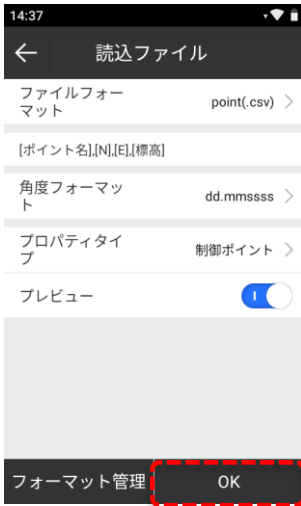 14:37
読込ファイル
ファイルフォー
マット
point(.csv)
[ポイント名],[N],[E],[標高]
角度フォーマッ
ト
dd.mmssss
プロパティタイ
プ
制御ポイント
プレビュー
フォーマット管理
OK